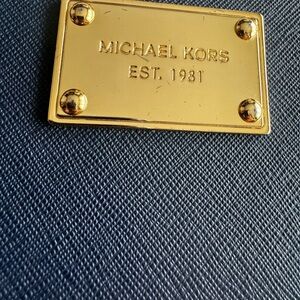 MICHAEL KORS
EST. 1981